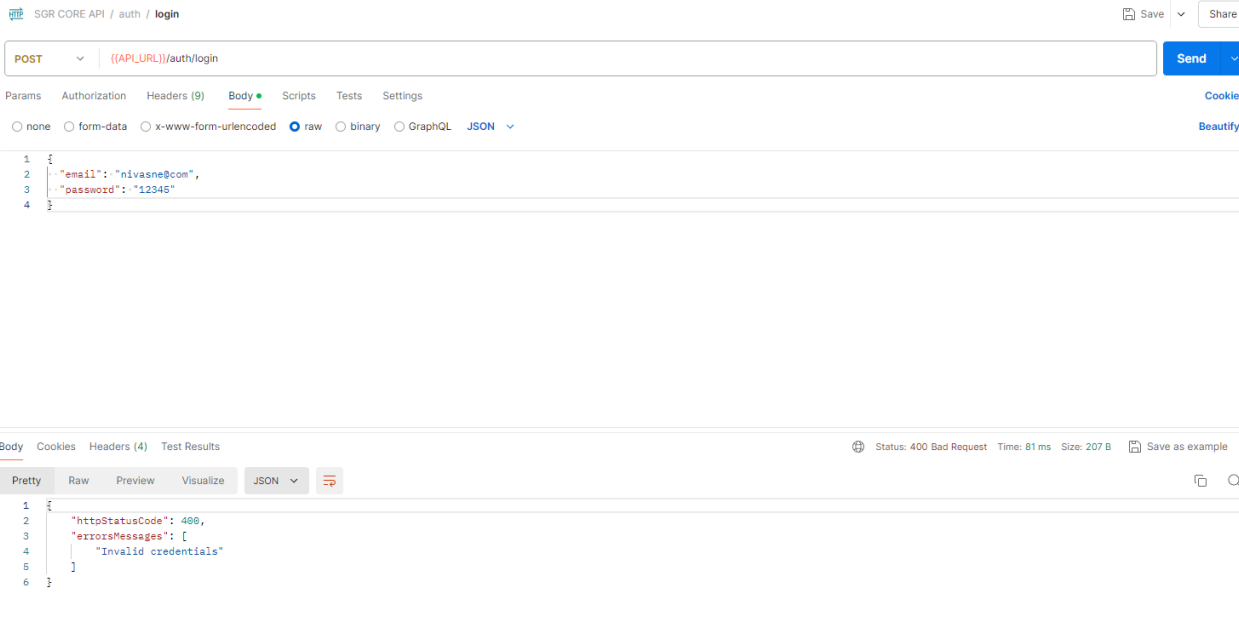 HTTP SGR CORE API / auth / login Save Share
POST {{API_URL}}/auth/login Send
Params Authorization Headers (9) Body Scripts Tests Settings Cookie
none form-data x-www-form-urlencoded raw binary GraphQL JSON Beautify
1 {
2 "email": "nivasne@com",
3 "password": "12345"
4 }
Body Cookies Headers (4) Test Results Status: 400 Bad Request Time: 81 ms Size: 207 B Save as example
Pretty Raw Preview Visualize JSON
1 {
2 "httpStatusCode": 400,
3 "errorsMessages": [
4 "Invalid credentials"
5 ]
6 }